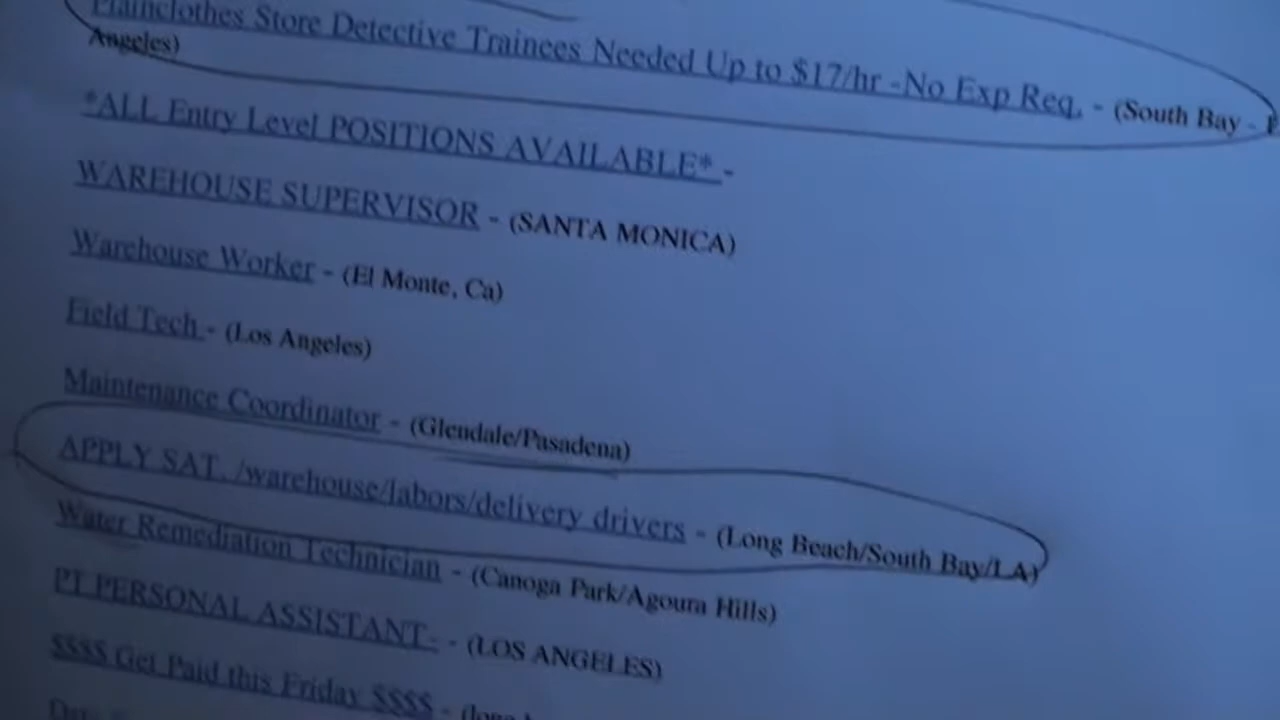 Plainclothes Store Detective Trainees Needed Up to $17/hr -No Exp Req. - (South Bay -
Angeles)
*ALL Entry Level POSITIONS AVAILABLE* -
WAREHOUSE SUPERVISOR - (SANTA MONICA)
Warehouse Worker - (El Monte, Ca)
Field Tech - (Los Angeles)
Maintenance Coordinator - (Glendale/Pasadena)
APPLY SAT. /warehouse/labors/delivery drivers - (Long Beach/South Bay/LA)
Water Remediation Technician - (Canoga Park/Agoura Hills)
PT PERSONAL ASSISTANT- - (LOS ANGELES)
$$$$ Get Paid this Friday $$$$ - (long